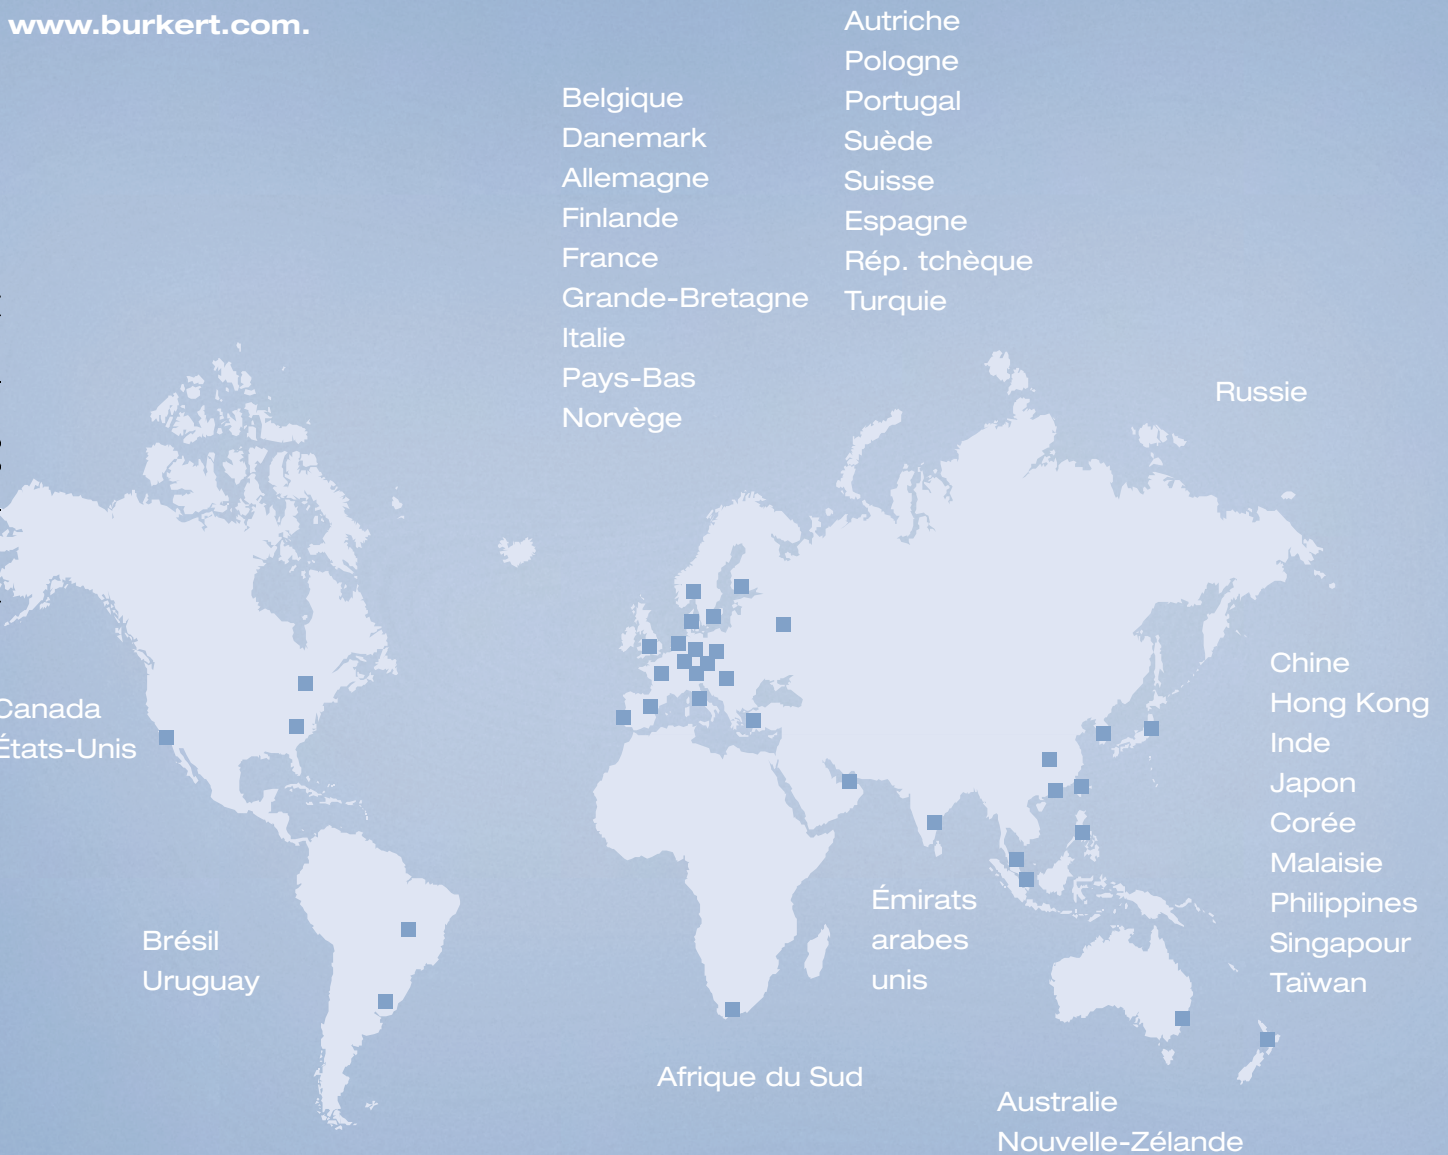 www.burkert.com.
Belgique
Danemark
Allemagne
Finlande
France
Grande-Bretagne
Italie
Pays-Bas
Norvège
Autriche
Pologne
Portugal
Suède
Suisse
Espagne
Rép. tchèque
Turquie
Russie
Canada
États-Unis
Brésil
Uruguay
Afrique du Sud
Émirats
arabes
unis
Chine
Hong Kong
Inde
Japon
Corée
Malaisie
Philippines
Singapour
Taïwan
Australie
Nouvelle-Zélande